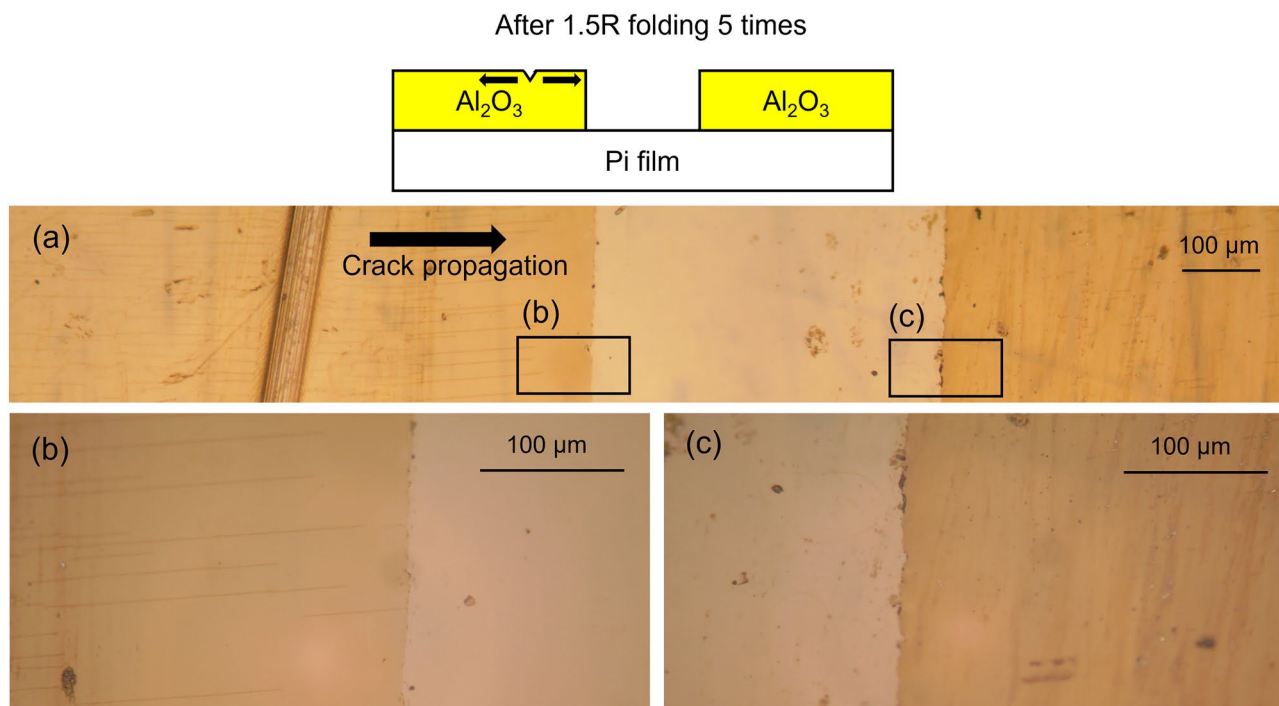 After 1.5R folding 5 times
Al₂O₃
Al₂O₃
Pi film
(a)
Crack propagation
100 µm
(b)
(c)
(b)
100 µm
(c)
100 µm